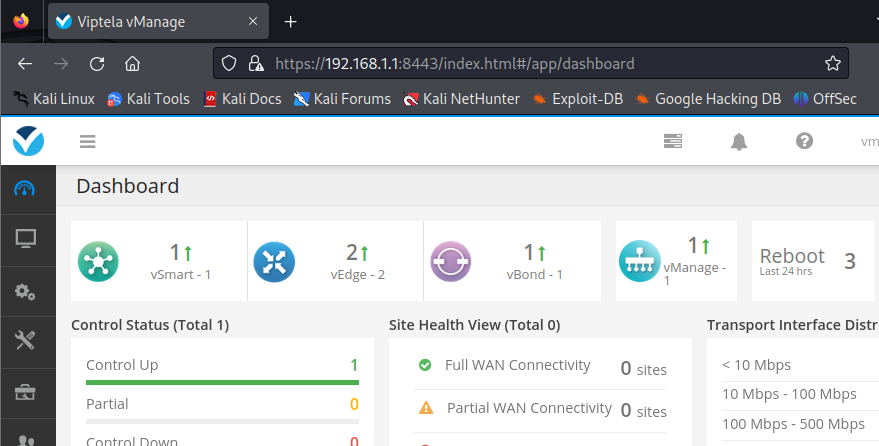 Viptela vManage
https://192.168.1.1:8443/index.html#/app/dashboard
Kali Linux Kali Tools Kali Docs Kali Forums Kali NetHunter Exploit-DB Google Hacking DB OffSec
vm
Dashboard
1 2 1 1 Reboot 3
vSmart - 1 vEdge - 2 vBond - 1 vManage - Last 24 hrs
1
Control Status (Total 1) Site Health View (Total 0) Transport Interface Distr
Control Up 1 Full WAN Connectivity 0 sites < 10 Mbps
Partial 0 Partial WAN Connectivity 0 sites 10 Mbps - 100 Mbps
100 Mbps - 500 Mbps
Control Down 0